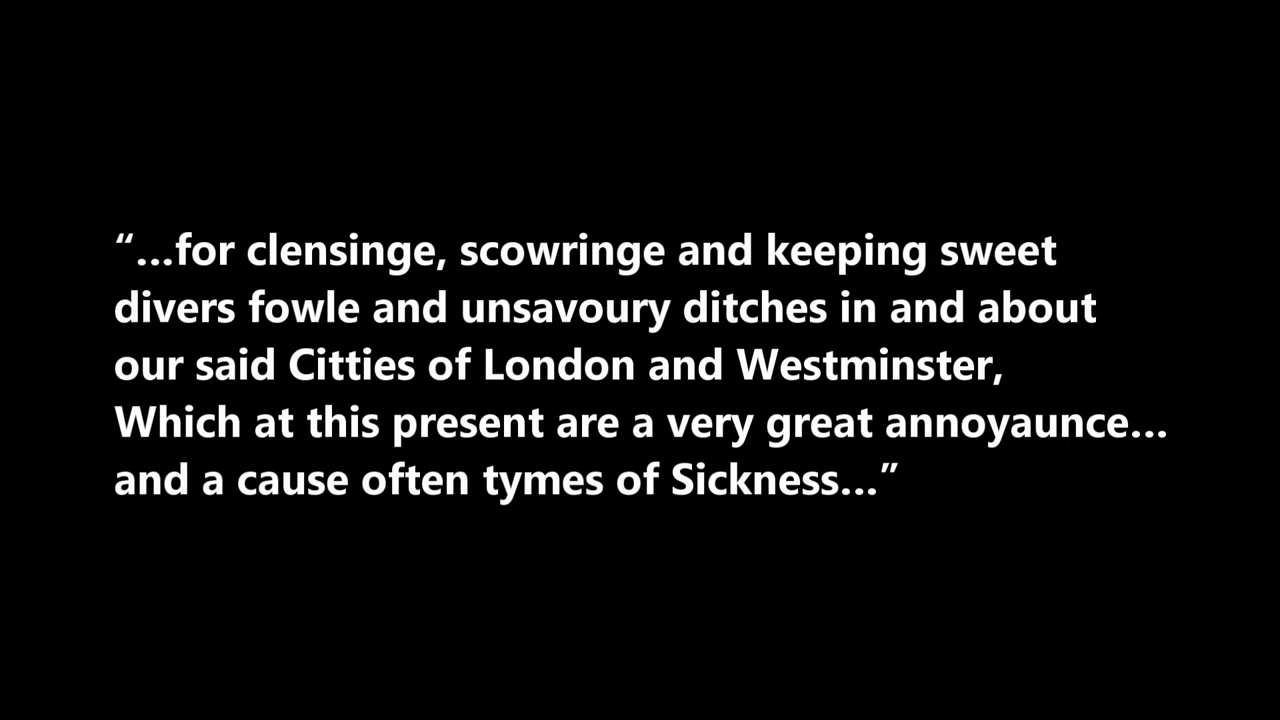 “...for clensinge, scowringe and keeping sweet
divers fowle and unsavoury ditches in and about
our said Citties of London and Westminster,
Which at this present are a very great annoyaunce...
and a cause often tymes of Sickness...”